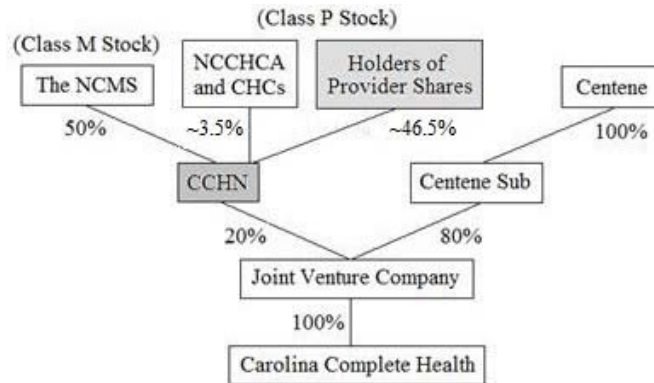 (Class P Stock)
(Class M Stock)
The NCMS
NCCHCA
and CHCs
Holders of
Provider Shares
Centene
50%
~3.5%
~46.5%
100%
CCHN
Centene Sub
20%
80%
Joint Venture Company
100%
Carolina Complete Health